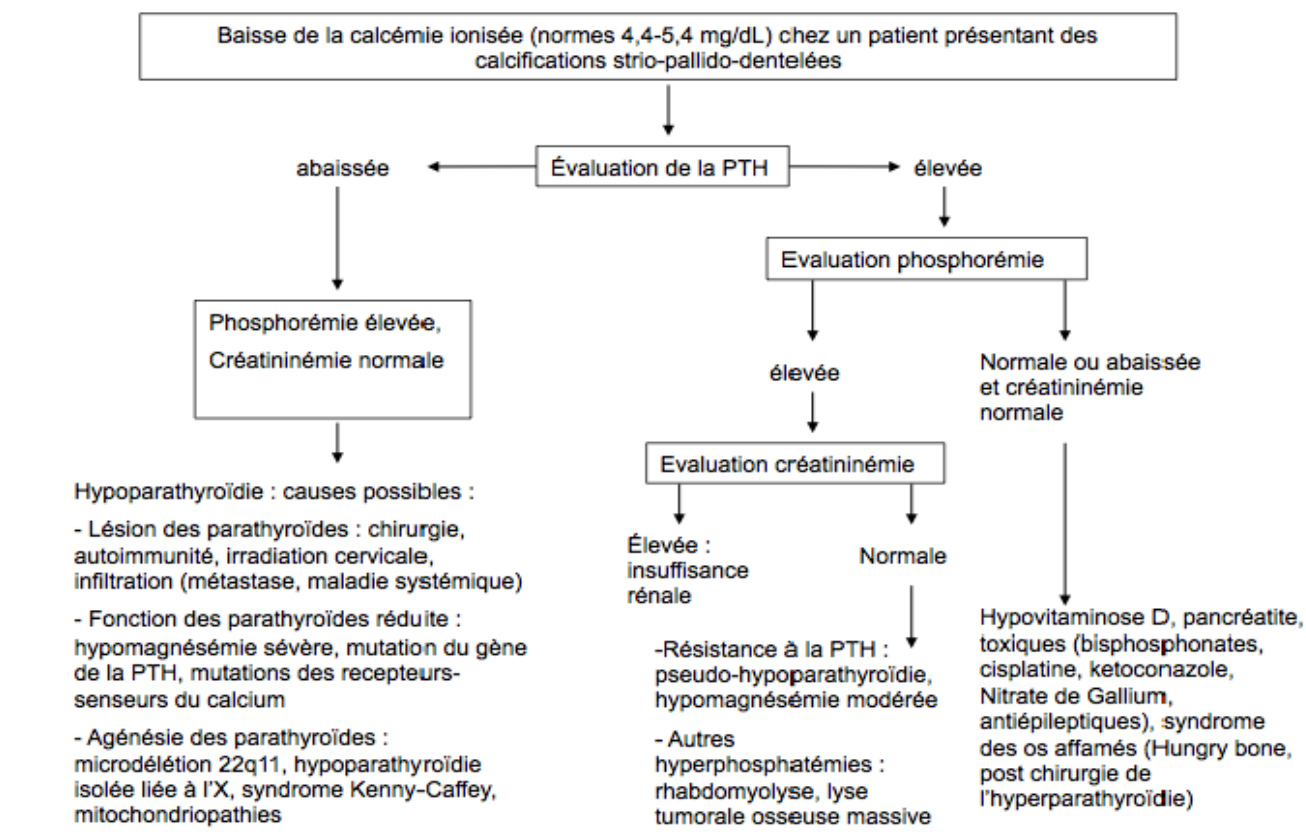 Baisse de la calcémie ionisée (normes 4,4-5,4 mg/dL) chez un patient présentant des
calcifications strio-pallido-dentelées
abaissée
Évaluation de la PTH
élevée
Evaluation phosphorémie
Phosphorémie élevée,
Créatininémie normale
élevée
Normale ou abaissée
et créatininémie
normale
Evaluation créatininémie
Hypoparathyroïdie : causes possibles :
- Lésion des parathyroïdes : chirurgie,
autoimmunité, irradiation cervicale,
infiltration (métastase, maladie systémique)
- Fonction des parathyroïdes réduite :
hypomagnésémie sévère, mutation du gène
de la PTH, mutations des recepteurs-
senseurs du calcium
- Agénésie des parathyroïdes :
microdélétion 22q11, hypoparathyroïdie
isolée liée à l'X, syndrome Kenny-Caffey,
mitochondriopathies
Élevée :
insuffisance
rénale
Normale
-Résistance à la PTH :
pseudo-hypoparathyroïdie,
hypomagnésémie modérée
- Autres
hyperphosphatémies :
rhabdomyolyse, lyse
tumorale osseuse massive
Hypovitaminose D, pancréatite,
toxiques (bisphosphonates,
cisplatine, ketoconazole,
Nitrate de Gallium,
antiépileptiques), syndrome
des os affamés (Hungry bone,
post chirurgie de
l'hyperparathyroïdie)